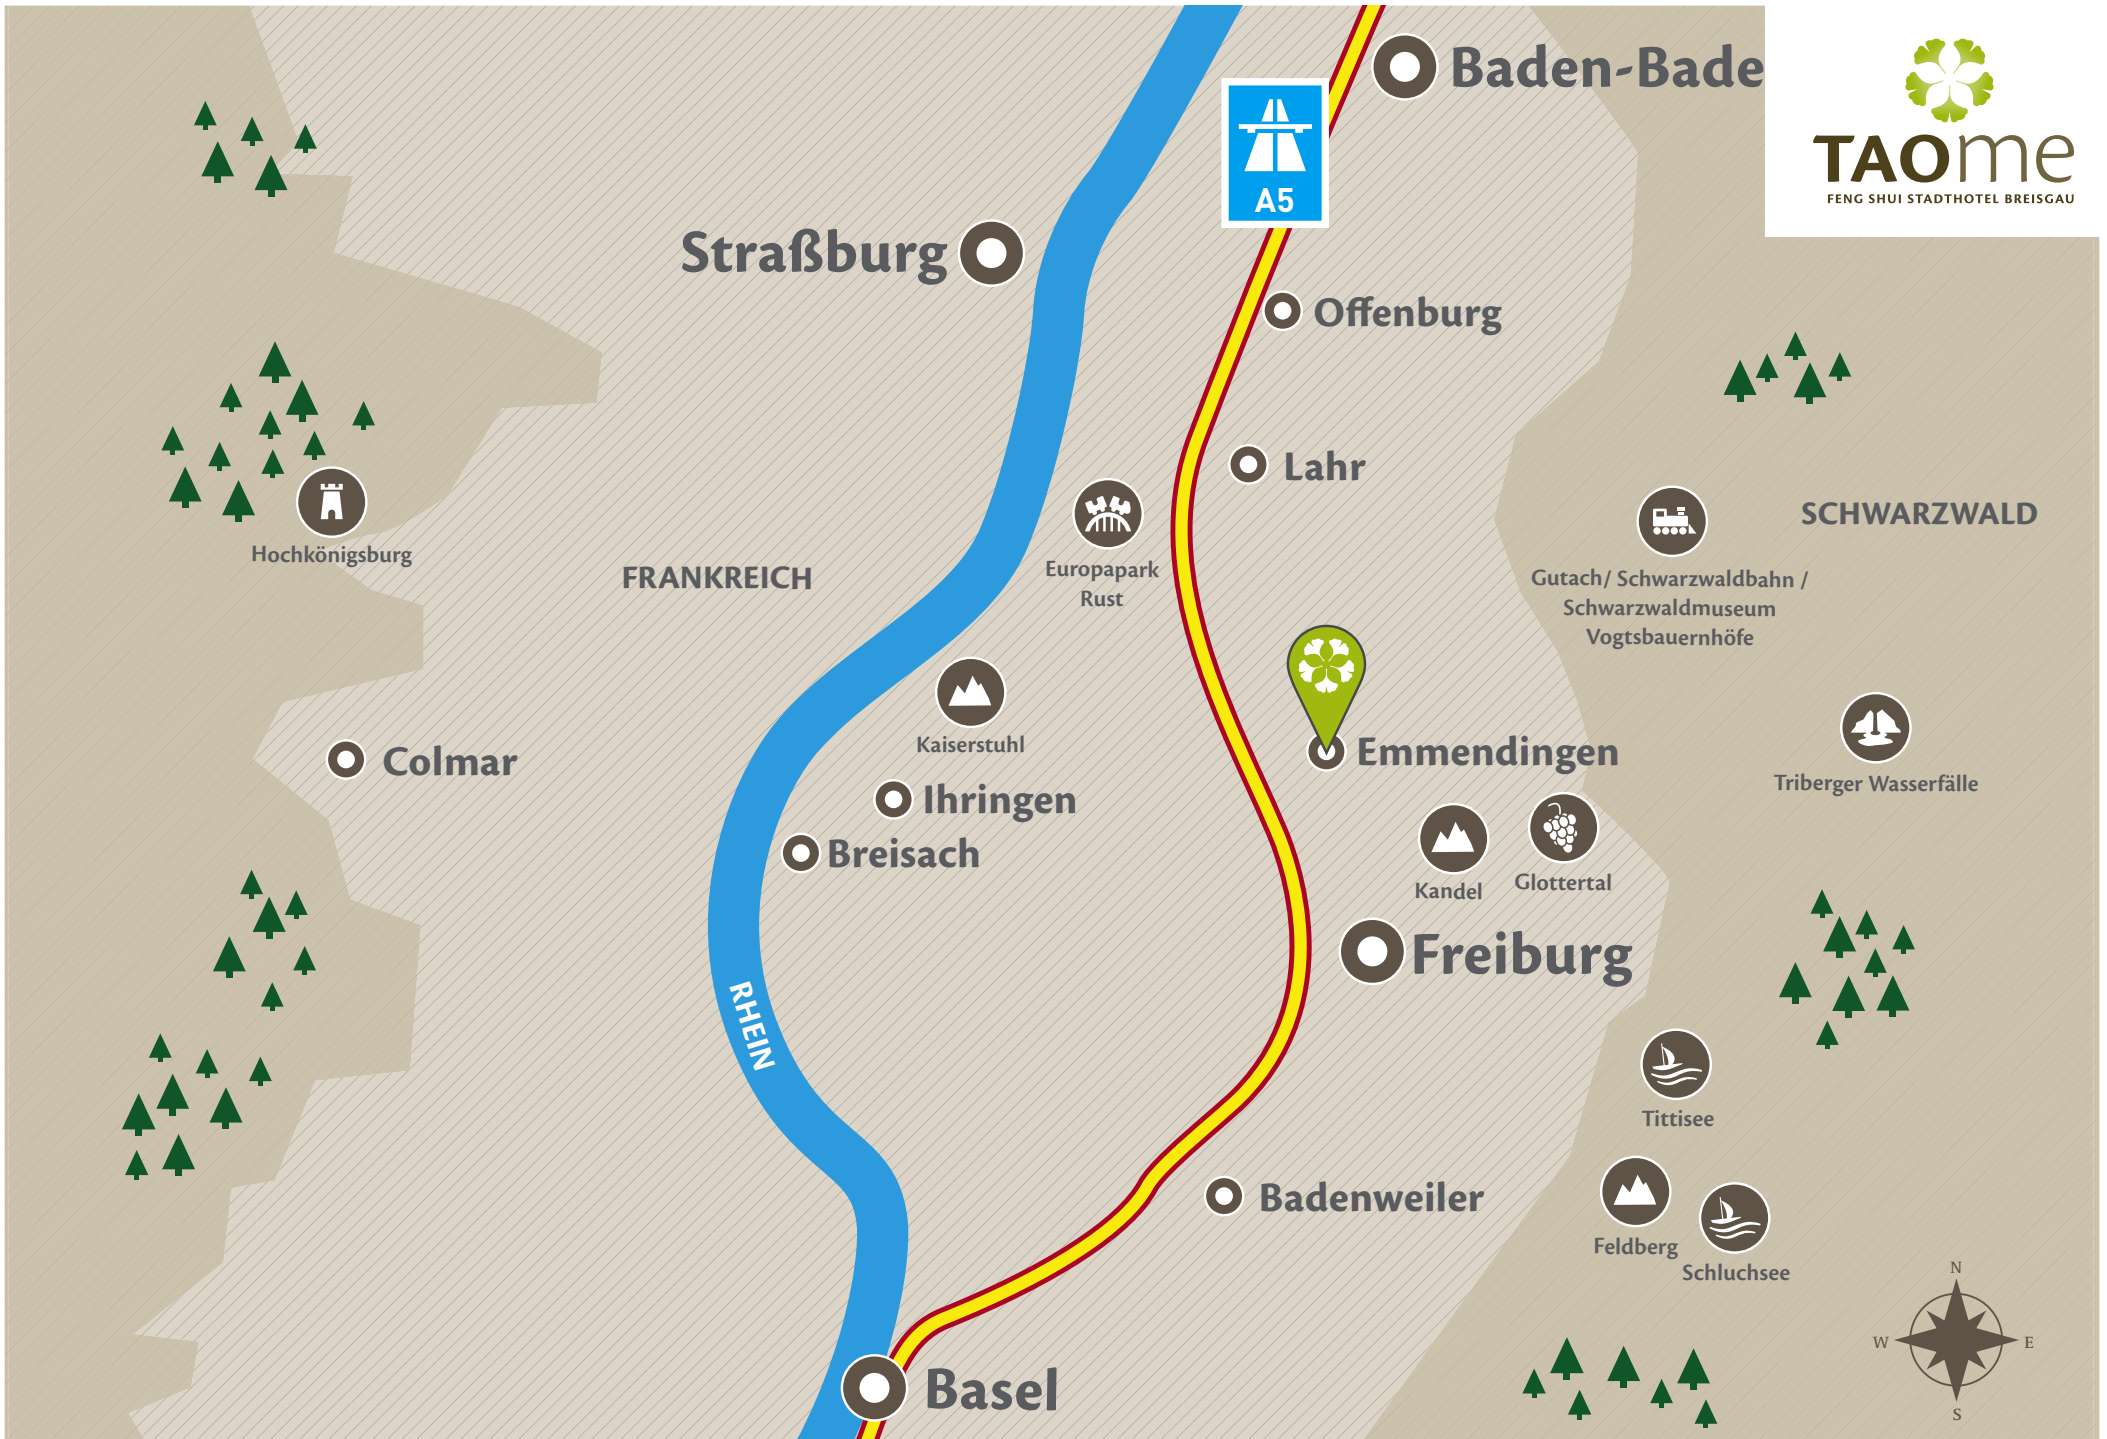 Baden-Bade
TAOme
FENG SHUI STADTHOTEL BREISGAU
A5
Straßburg
Offenburg
Lahr
SCHWARZWALD
Hochkönigsburg
FRANKREICH
Europapark
Rust
Gutach/ Schwarzwaldbahn /
Schwarzwaldmuseum
Vogtsbauernhöfe
Kaiserstuhl
Colmar
Emmendingen
Triberger Wasserfälle
Ihringen
Breisach
Kandel
Glottertal
Freiburg
RHEIN
Tittisee
Badenweiler
Feldberg
Schluchsee
N
W
E
S
Basel